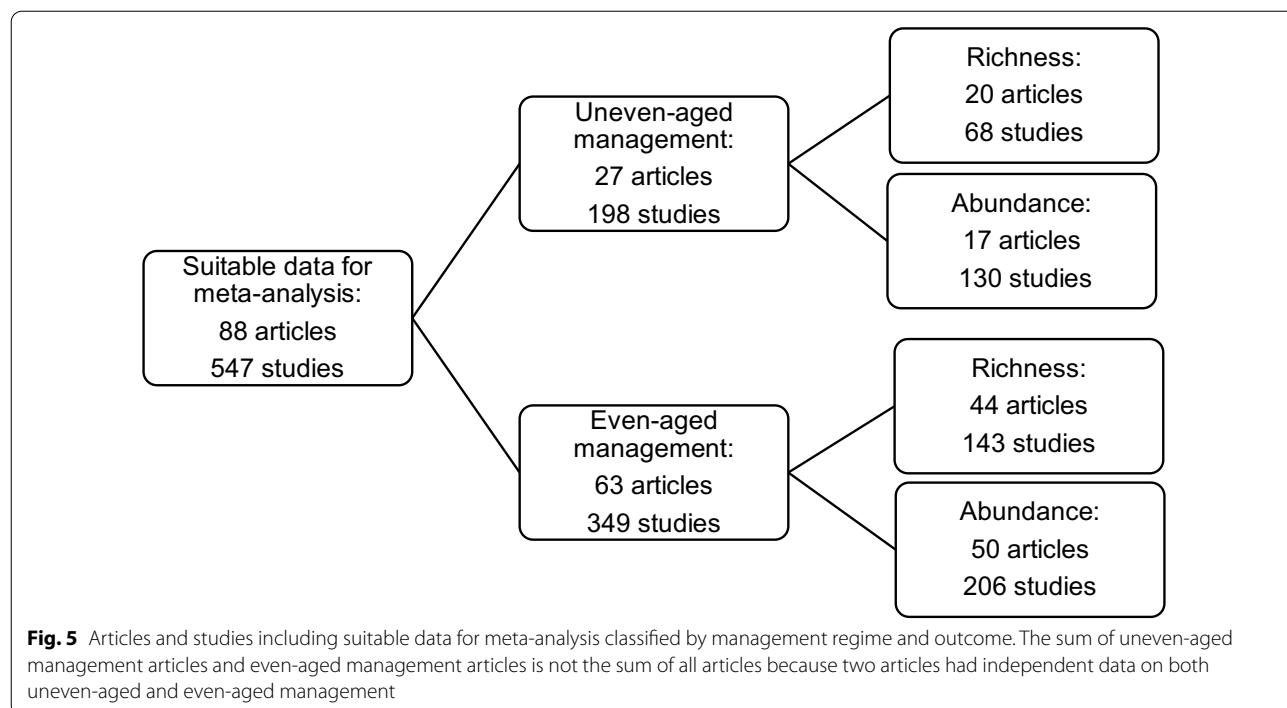 Suitable data for
meta-analysis:
88 articles
547 studies
Uneven-aged
management:
27 articles
198 studies
Richness:
20 articles
68 studies
Abundance:
17 articles
130 studies
Even-aged
management:
63 articles
349 studies
Richness:
44 articles
143 studies
Abundance:
50 articles
206 studies
Fig. 5 Articles and studies including suitable data for meta-analysis classified by management regime and outcome. The sum of uneven-aged
management articles and even-aged management articles is not the sum of all articles because two articles had independent data on both
uneven-aged and even-aged management